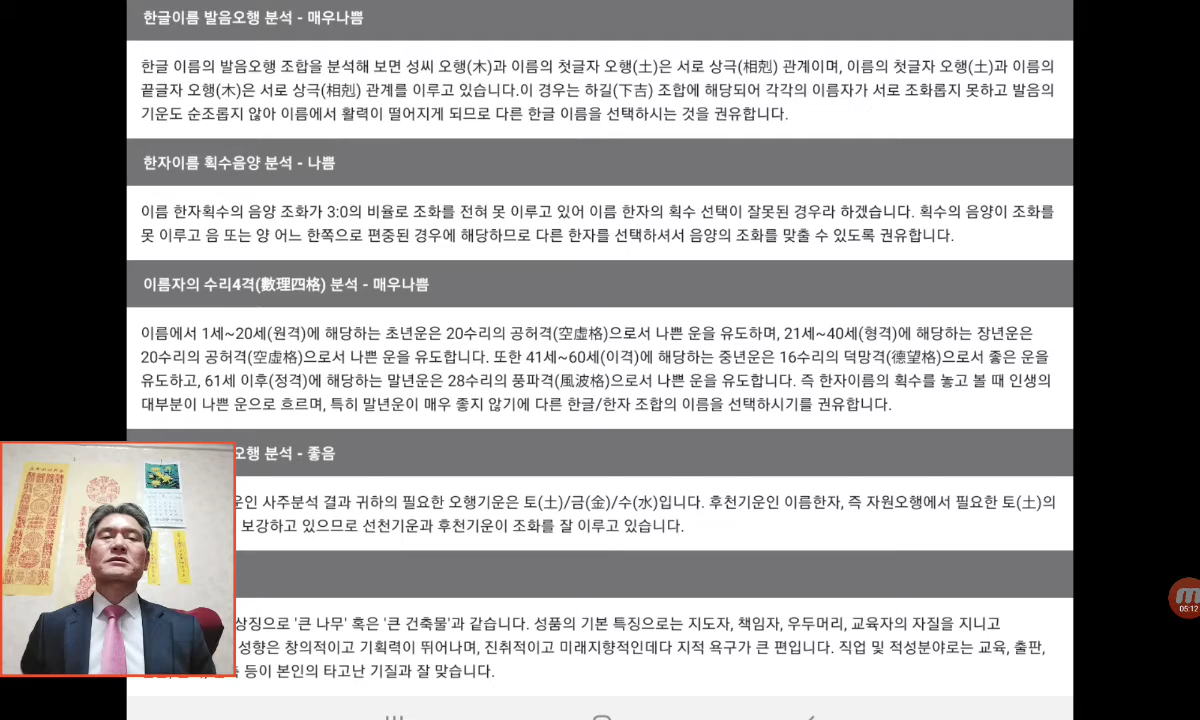 한글이름 발음오행 분석 - 매우나쁨
한글 이름의 발음오행 조합을 분석해 보면 성씨 오행(木)과 이름의 첫글자 오행(土)은 서로 상극(相剋) 관계이며, 이름의 첫글자 오행(土)과 이름의
끝글자 오행(木)은 서로 상극(相剋) 관계를 이루고 있습니다.이 경우는 하길(下吉) 조합에 해당되어 각각의 이름자가 서로 조화롭지 못하고 발음의
기운도 순조롭지 않아 이름에서 활력이 떨어지게 되므로 다른 한글 이름을 선택하시는 것을 권유합니다.
한자이름 획수음양 분석 - 나쁨
이름 한자획수의 음양 조화가 3:0의 비율로 조화를 전혀 못 이루고 있어 이름 한자의 획수 선택이 잘못된 경우라 하겠습니다. 획수의 음양이 조화를
못 이루고 음 또는 양 어느 한쪽으로 편중된 경우에 해당하므로 다른 한자를 선택하셔서 음양의 조화를 맞출 수 있도록 권유합니다.
이름자의 수리4격(數理四格) 분석 - 매우나쁨
이름에서 1세~20세(원격)에 해당하는 초년운은 20수리의 공허격(空虛格)으로서 나쁜 운을 유도하며, 21세~40세(형격)에 해당하는 장년운은
20수리의 공허격(空虛格)으로서 나쁜 운을 유도합니다. 또한 41세~60세(이격)에 해당하는 중년운은 16수리의 덕망격(德望格)으로서 좋은 운을
유도하고, 61세 이후(정격)에 해당하는 말년운은 28수리의 풍파격(風波格)으로서 나쁜 운을 유도합니다. 즉 한자이름의 획수를 놓고 볼 때 인생의
대부분이 나쁜 운으로 흐르며, 특히 말년운이 매우 좋지 않기에 다른 한글/한자 조합의 이름을 선택하시기를 권유합니다.
오행 분석 - 좋음
운인 사주분석 결과 귀하의 필요한 오행기운은 토(土)/금(金)/수(水)입니다. 후천기운인 이름한자, 즉 자원오행에서 필요한 토(土)의
보강하고 있으므로 선천기운과 후천기운이 조화를 잘 이루고 있습니다.
상징으로 '큰 나무' 혹은 '큰 건축물'과 같습니다. 성품의 기본 특징으로는 지도자, 책임자, 우두머리, 교육자의 자질을 지니고
성향은 창의적이고 기획력이 뛰어나며, 진취적이고 미래지향적인데다 지적 욕구가 큰 편입니다. 직업 및 적성분야로는 교육, 출판,
등이 본인의 타고난 기질과 잘 맞습니다.
05:12